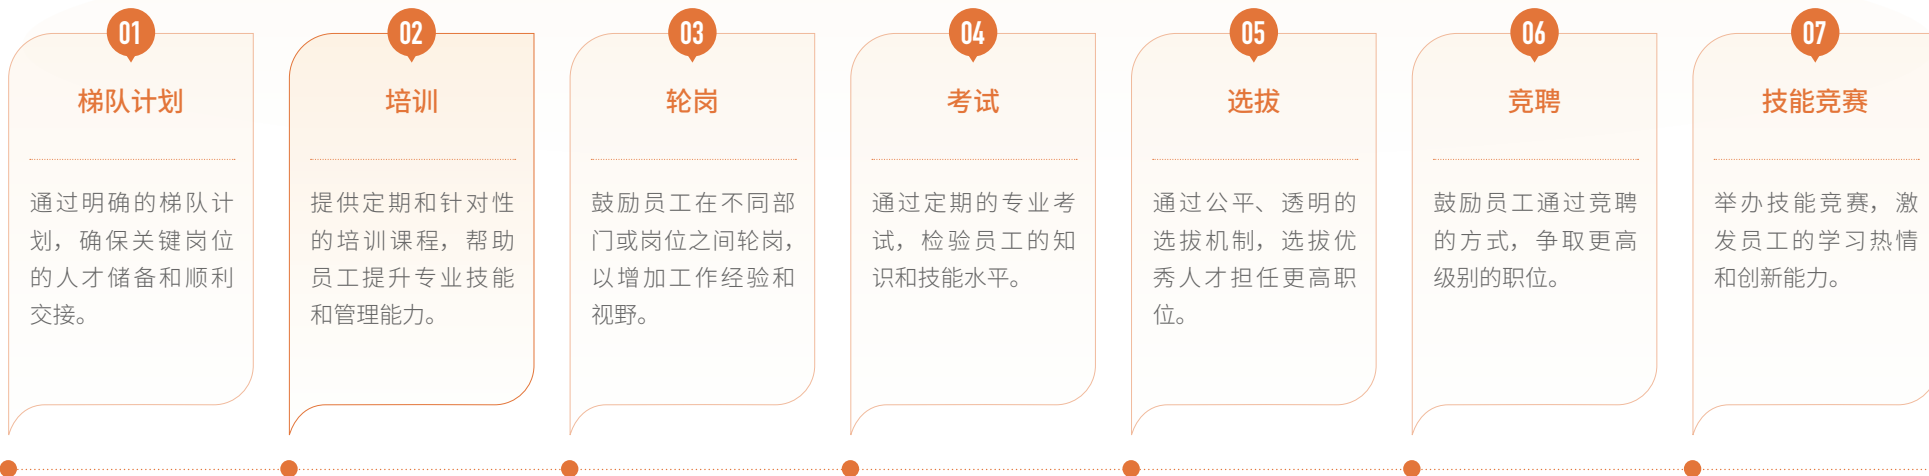 01
梯队计划
通过明确的梯队计
划，确保关键岗位
的人才储备和顺利
交接。
02
培训
提供定期和针对性
的培训课程，帮助
员工提升专业技能
和管理能力。
03
轮岗
鼓励员工在不同部
门或岗位之间轮岗，
以增加工作经验和
视野。
04
考试
通过定期的专业考
试，检验员工的知
识和技能水平。
05
选拔
通过公平、透明的
选拔机制，选拔优
秀人才担任更高职
位。
06
竞聘
鼓励员工通过竞聘
的方式，争取更高
级别的职位。
07
技能竞赛
举办技能竞赛，激
发员工的学习热情
和创新能力。